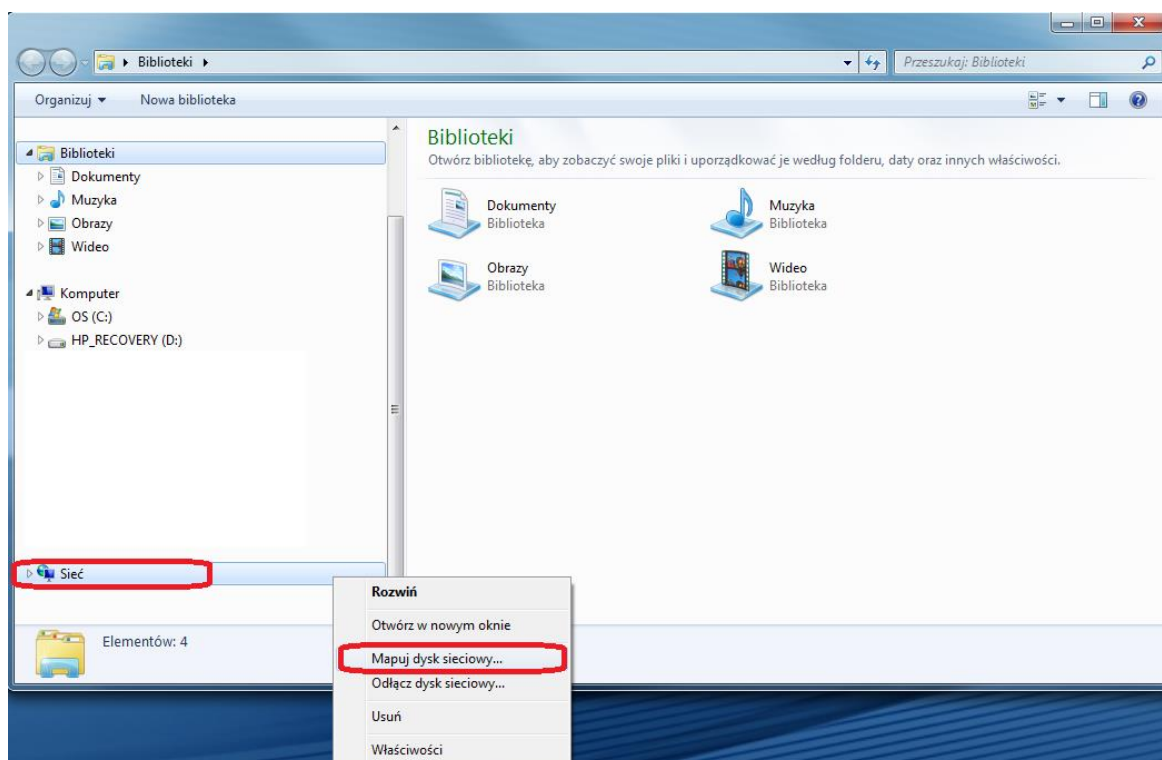 Biblioteki
Przeszukaj: Biblioteki
Organizuj
Nowa biblioteka
Biblioteki
Dokumenty
Muzyka
Obrazy
Wideo
Komputer
OS (C:)
HP_RECOVERY (D:)
Sieć
Biblioteki
Otwórz bibliotekę, aby zobaczyć swoje pliki i uporządkować je według folderu, daty oraz innych właściwości.
Dokumenty
Biblioteka
Muzyka
Biblioteka
Obrazy
Biblioteka
Wideo
Biblioteka
Rozwiń
Otwórz w nowym oknie
Mapuj dysk sieciowy...
Odłącz dysk sieciowy...
Usuń
Właściwości
Elementów: 4